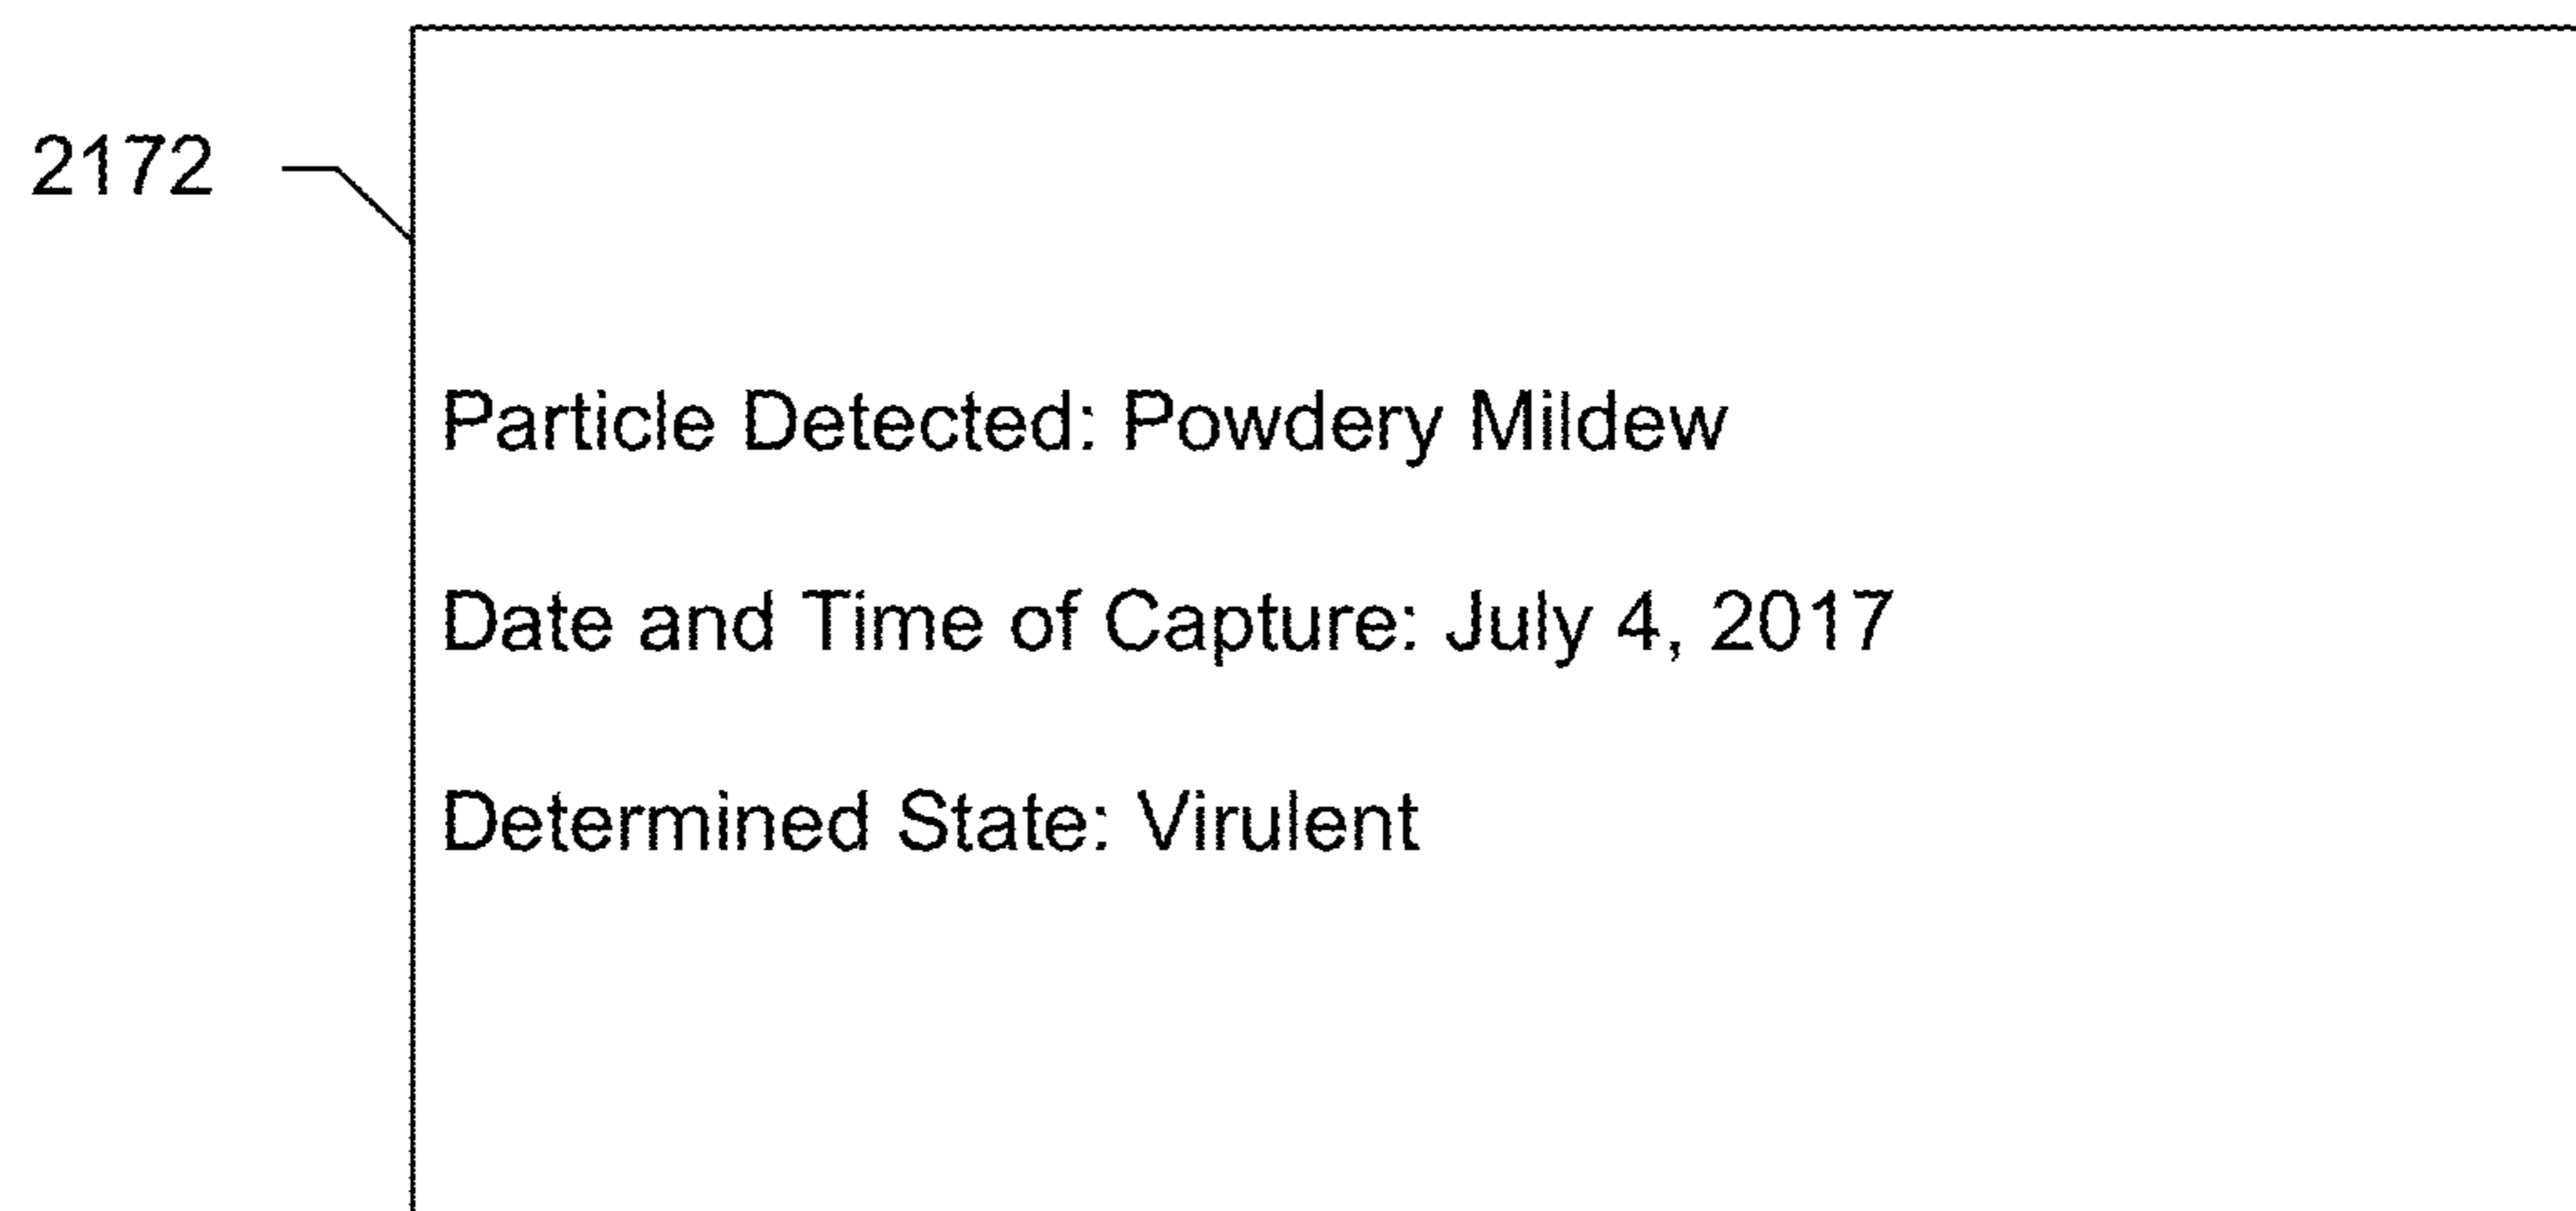 2172
Particle Detected: Powdery Mildew
Date and Time of Capture: July 4, 2017
Determined State: Virulent